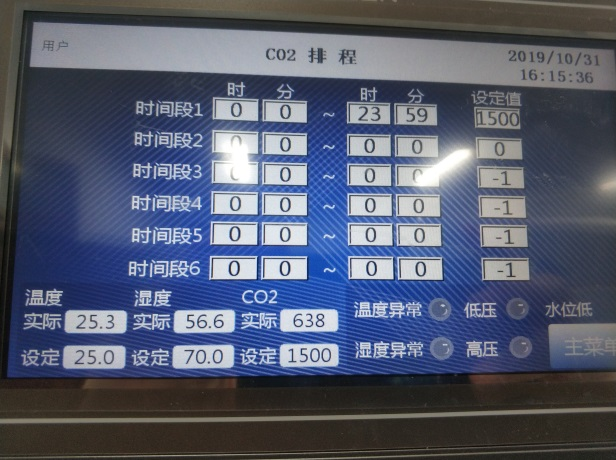 用户
CO2 排 程
2019/10/31
16:15:36
时 分 时 分 设定值
时间段1 0 0 ~ 23 59 1500
时间段2 0 0 ~ 0 0 0
时间段3 0 0 ~ 0 0 -1
时间段4 0 0 ~ 0 0 -1
时间段5 0 0 ~ 0 0 -1
时间段6 0 0 ~ 0 0 -1
温度 湿度 CO2
实际 25.3 实际 56.6 实际 638
设定 25.0 设定 70.0 设定 1500
温度异常 低压 水位低
湿度异常 高压
主菜单